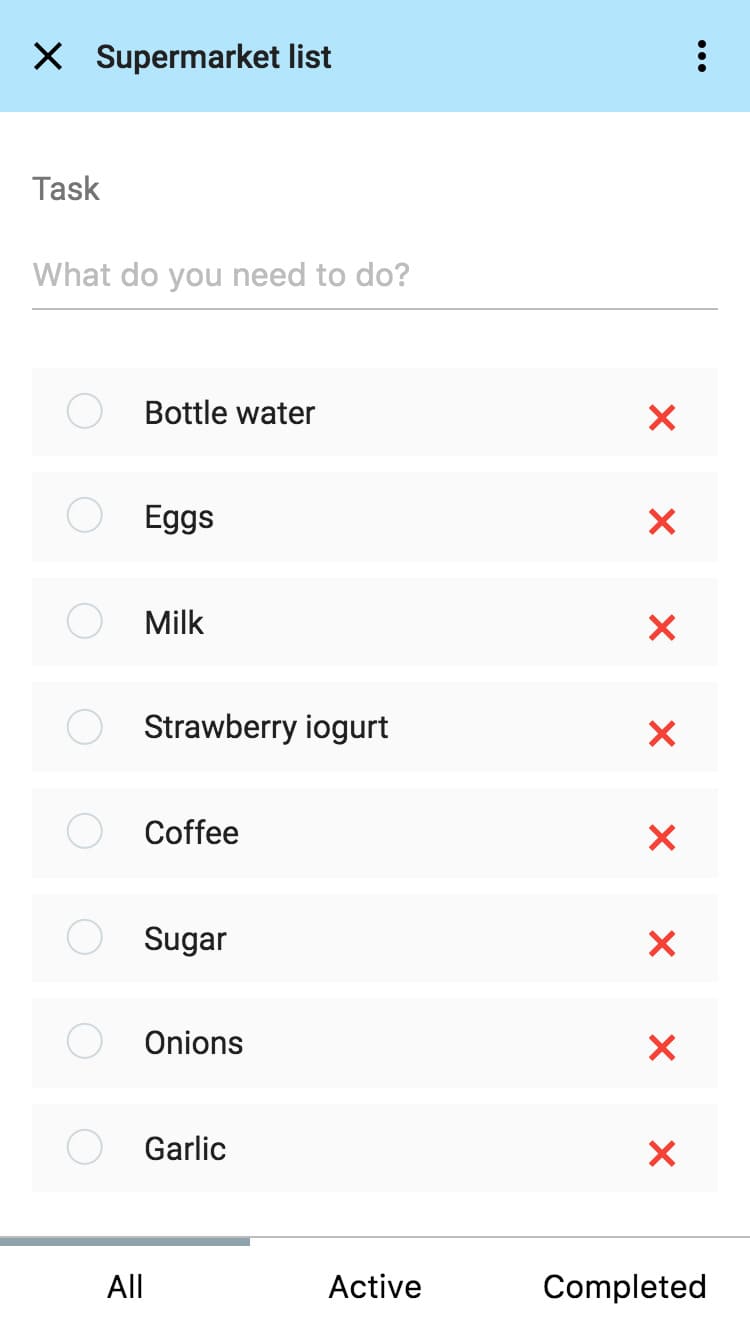 Supermarket list
Task
What do you need to do?
Bottle water
Eggs
Milk
Strawberry iogurt
Coffee
Sugar
Onions
Garlic
All Active Completed